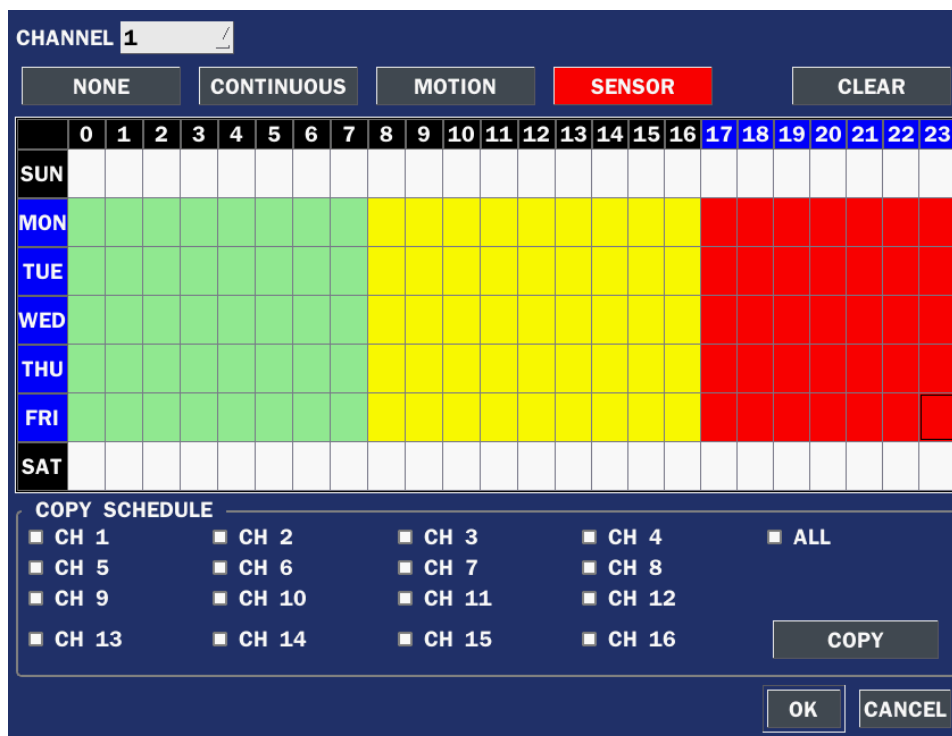 CHANNEL 1
NONE CONTINUOUS MOTION SENSOR CLEAR
0 1 2 3 4 5 6 7 8 9 10 11 12 13 14 15 16 17 18 19 20 21 22 23
SUN
MON
TUE
WED
THU
FRI
SAT
COPY SCHEDULE
CH 1 CH 2 CH 3 CH 4 ALL
CH 5 CH 6 CH 7 CH 8
CH 9 CH 10 CH 11 CH 12
CH 13 CH 14 CH 15 CH 16 COPY
OK CANCEL